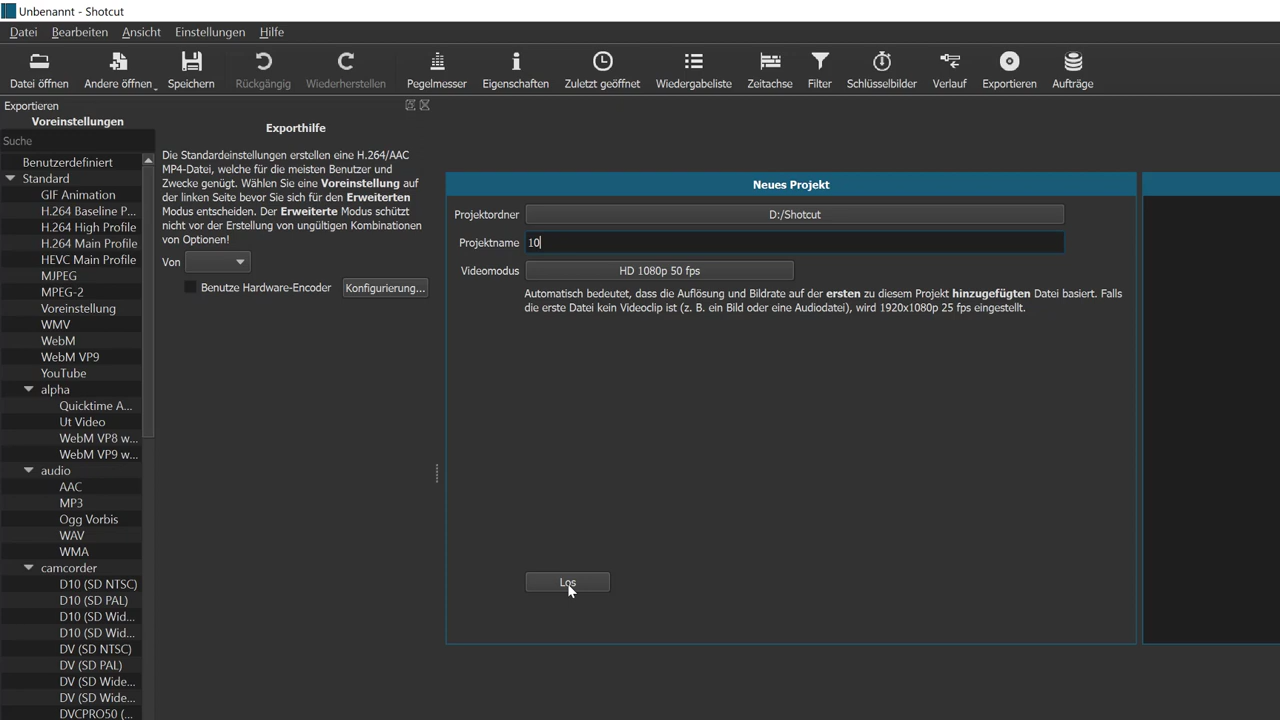 Unbenannt - Shotcut
Datei Bearbeiten Ansicht Einstellungen Hilfe
Datei öffnen Andere öffnen Speichern Rückgängig Wiederherstellen Pegelmesser Eigenschaften Zuletzt geöffnet Wiedergabeliste Zeitachse Filter Schlüsselbilder Verlauf Exportieren Aufträge
Exportieren
Voreinstellungen
Suche
Benutzerdefiniert
Standard
GIF Animation
H.264 Baseline P...
H.264 High Profile
H.264 Main Profile
HEVC Main Profile
MJPEG
MPEG-2
Voreinstellung
WMV
WebM
WebM VP9
YouTube
alpha
Quicktime A...
Ut Video
WebM VP8 w...
WebM VP9 w...
audio
AAC
MP3
Ogg Vorbis
WAV
WMA
camcorder
D10 (SD NTSC)
D10 (SD PAL)
D10 (SD Wid...
D10 (SD Wid...
DV (SD NTSC)
DV (SD PAL)
DV (SD Wide...
DV (SD Wide...
DVCPRO50 (...
Exporthilfe
Die Standardeinstellungen erstellen eine H.264/AAC
MP4-Datei, welche für die meisten Benutzer und
Zwecke genügt. Wählen Sie eine Voreinstellung auf
der linken Seite bevor Sie sich für den Erweiterten
Modus entscheiden. Der Erweiterte Modus schützt
nicht vor der Erstellung von ungültigen Kombinationen
von Optionen!
Von
Benutze Hardware-Encoder Konfigurierung...
Neues Projekt
Projektordner D:/Shotcut
Projektname 10
Videomodus HD 1080p 50 fps
Automatisch bedeutet, dass die Auflösung und Bildrate auf der ersten zu diesem Projekt hinzugefügten Datei basiert. Falls
die erste Datei kein Videoclip ist (z. B. ein Bild oder eine Audiodatei), wird 1920x1080p 25 fps eingestellt.
Los